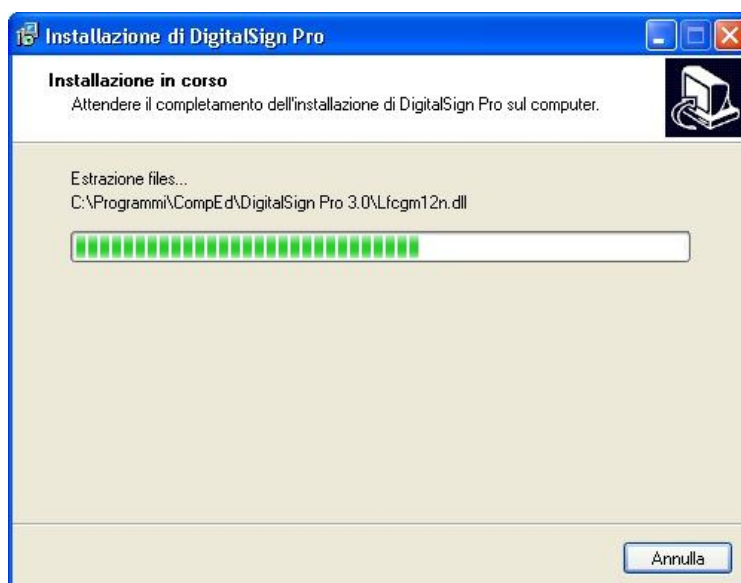 Installazione di DigitalSign Pro
Installazione in corso
Attendere il completamento dell'installazione di DigitalSign Pro sul computer.
Estrazione files...
C:\Programmi\CompEd\DigitalSign Pro 3.0\Lfcgm12n.dll
Annulla